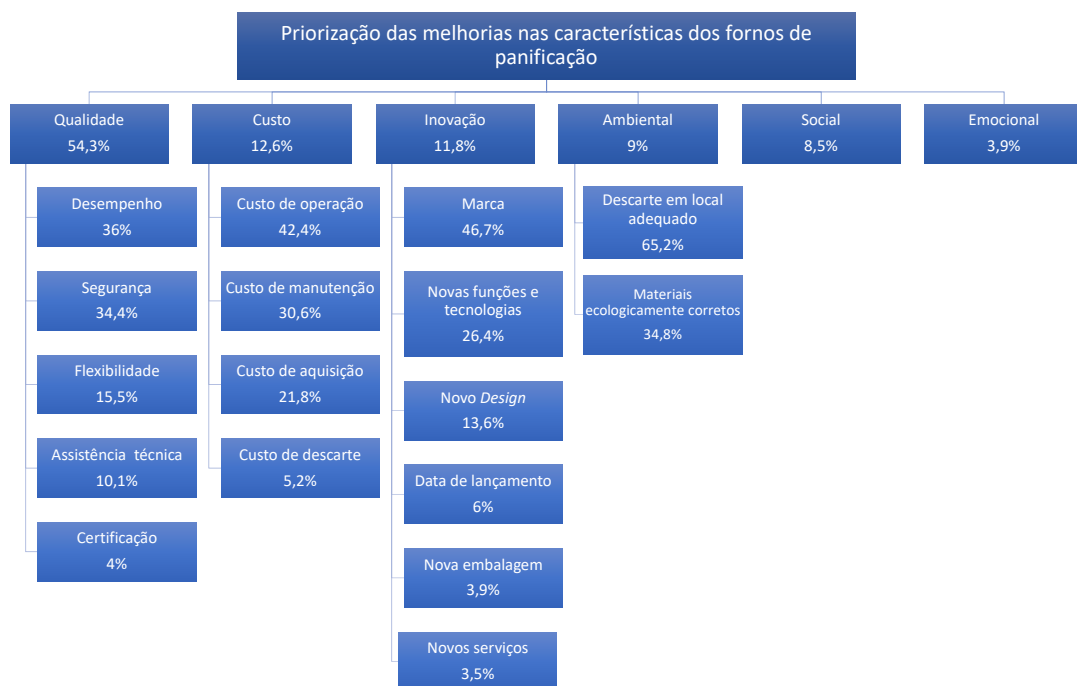 Priorização das melhorias nas características dos fornos de
panificação
Qualidade
54,3%
Desempenho
36%
Segurança
34,4%
Flexibilidade
15,5%
Assistência técnica
10,1%
Certificação
4%
Custo
12,6%
Custo de operação
42,4%
Custo de manutenção
30,6%
Custo de aquisição
21,8%
Custo de descarte
5,2%
Inovação
11,8%
Marca
46,7%
Novas funções e
tecnologias
26,4%
Novo Design
13,6%
Data de lançamento
6%
Nova embalagem
3,9%
Novos serviços
3,5%
Ambiental
9%
Descarte em local
adequado
65,2%
Materiais
ecologicamente corretos
34,8%
Social
8,5%
Emocional
3,9%